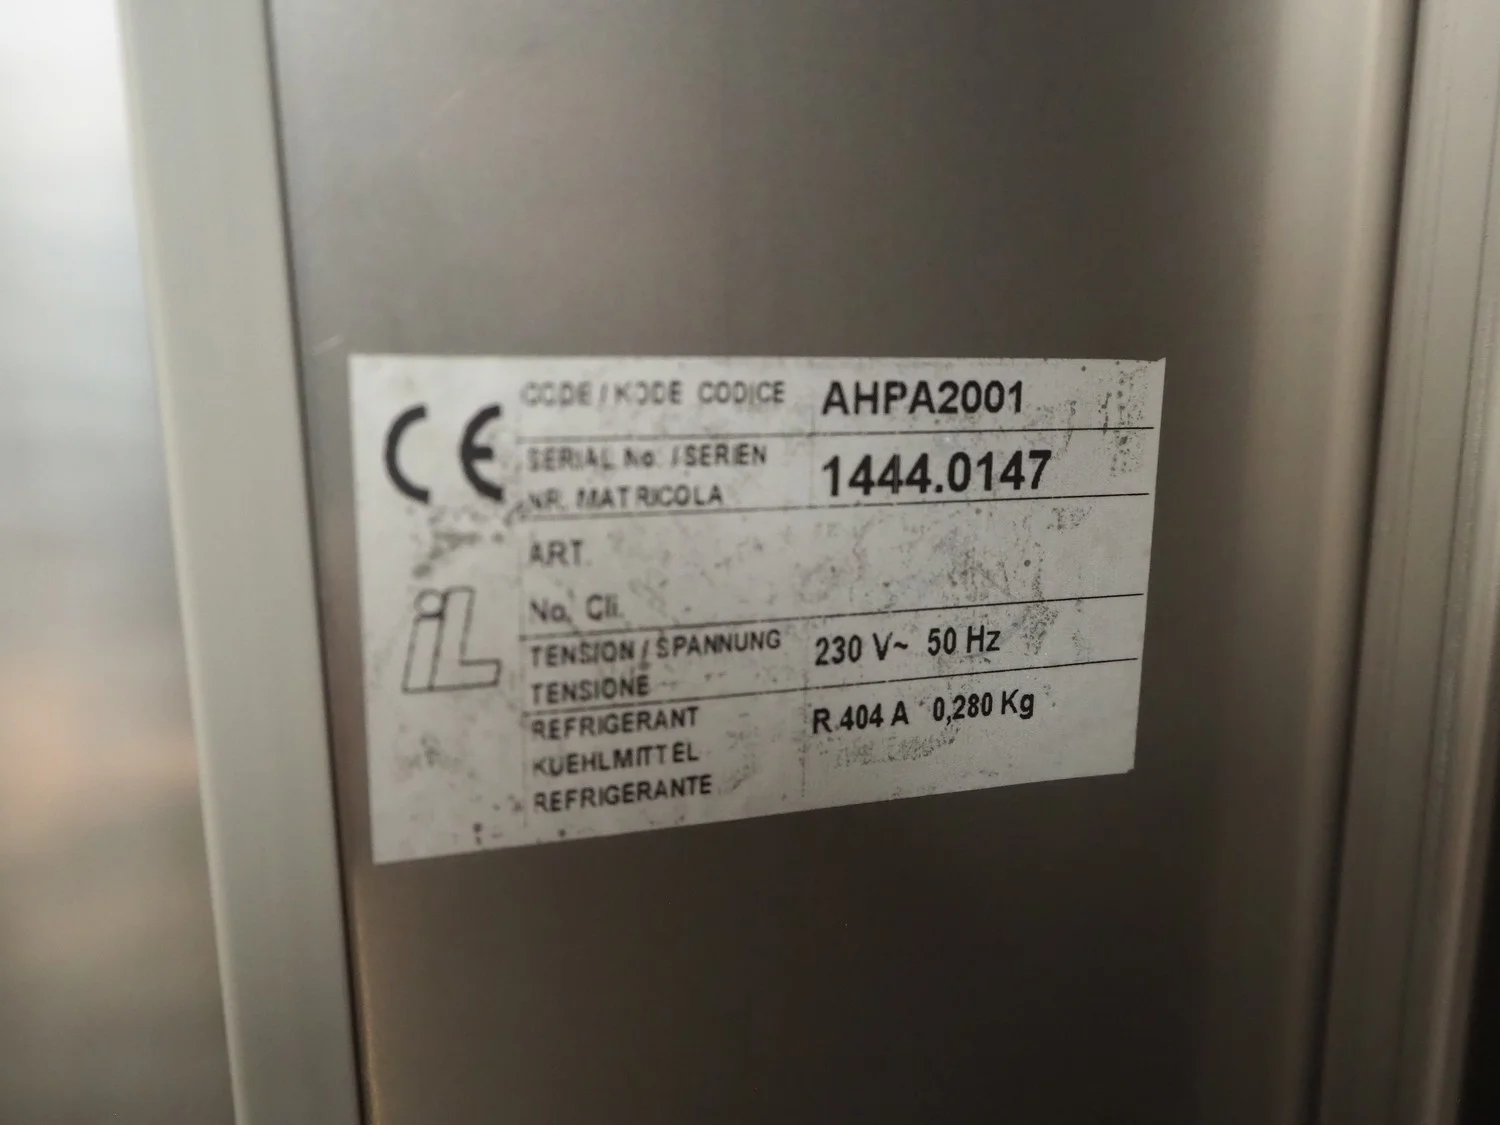 CE
CODE / KODE CODICE AHPA2001
SERIAL No. / SERIEN
NR. MATRICOLA 1444.0147
ART.
No. Cli.
iL
TENSION / SPANNUNG
TENSIONE 230 V~ 50 Hz
REFRIGERANT R.404 A 0,280 Kg
KUEHLMITTEL
REFRIGERANTE